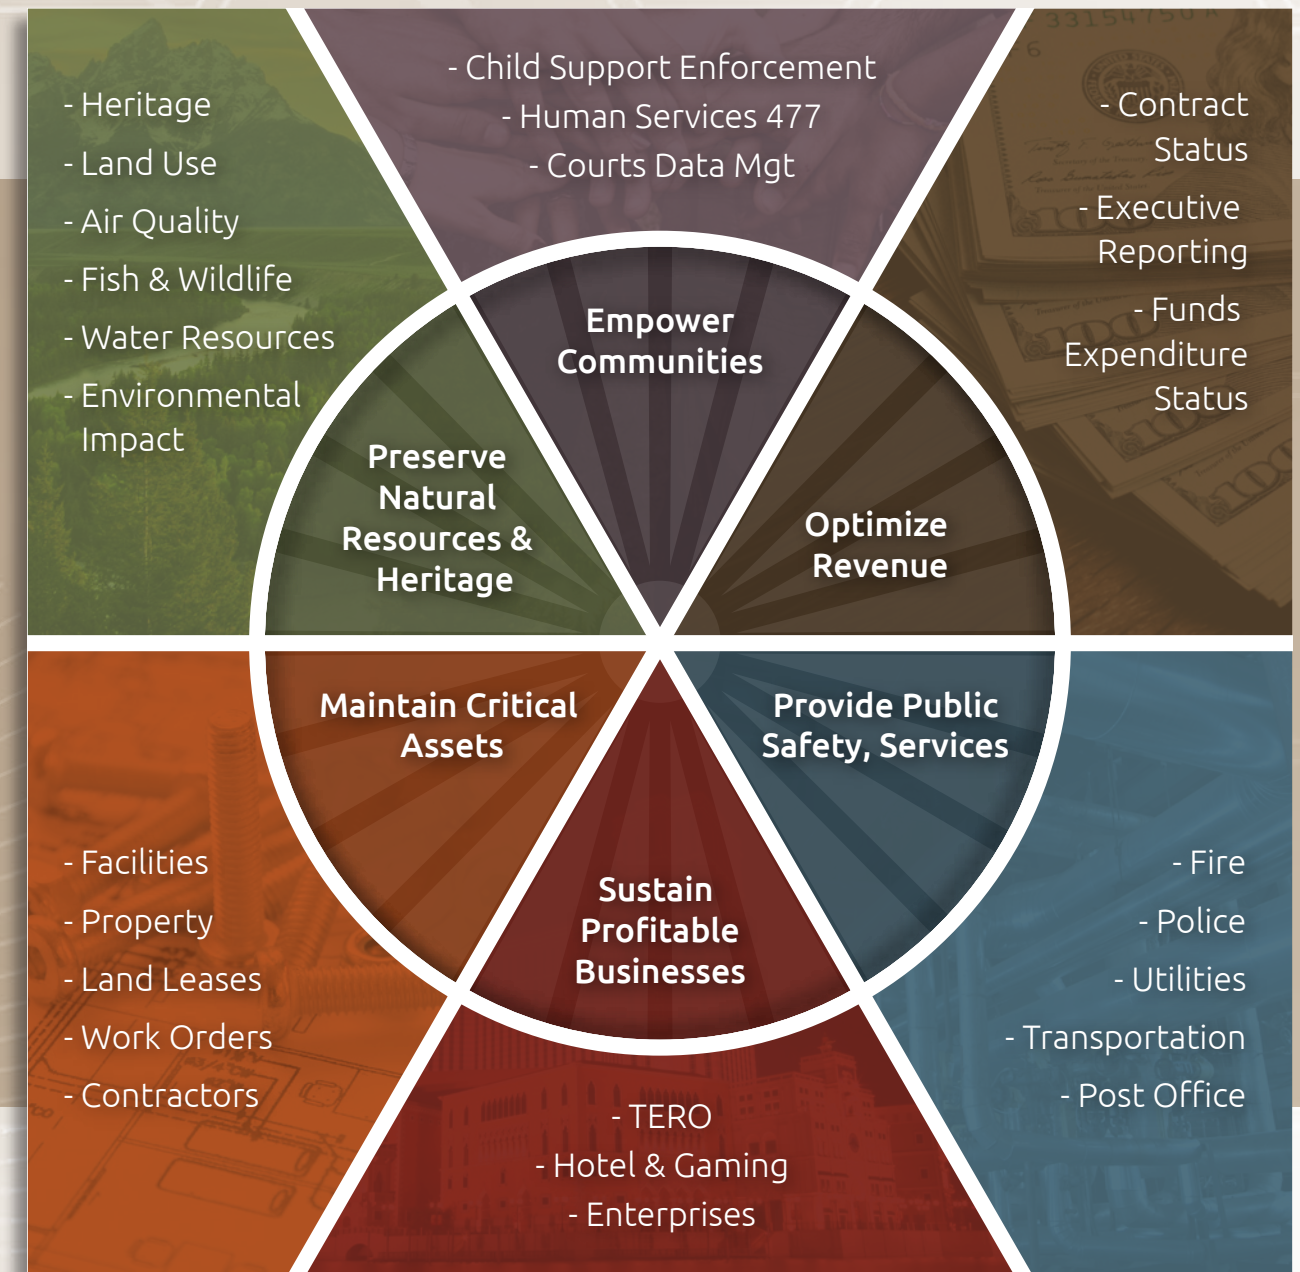 - Child Support Enforcement
- Human Services 477
- Courts Data Mgt
Empower
Communities
- Heritage
- Land Use
- Air Quality
- Fish & Wildlife
- Water Resources
- Environmental
Impact
Preserve
Natural
Resources &
Heritage
- Contract
Status
- Executive
Reporting
- Funds
Expenditure
Status
Optimize
Revenue
Maintain Critical
Assets
- Facilities
- Property
- Land Leases
- Work Orders
- Contractors
Sustain
Profitable
Businesses
- TERO
- Hotel & Gaming
- Enterprises
Provide Public
Safety, Services
- Fire
- Police
- Utilities
- Transportation
- Post Office
100